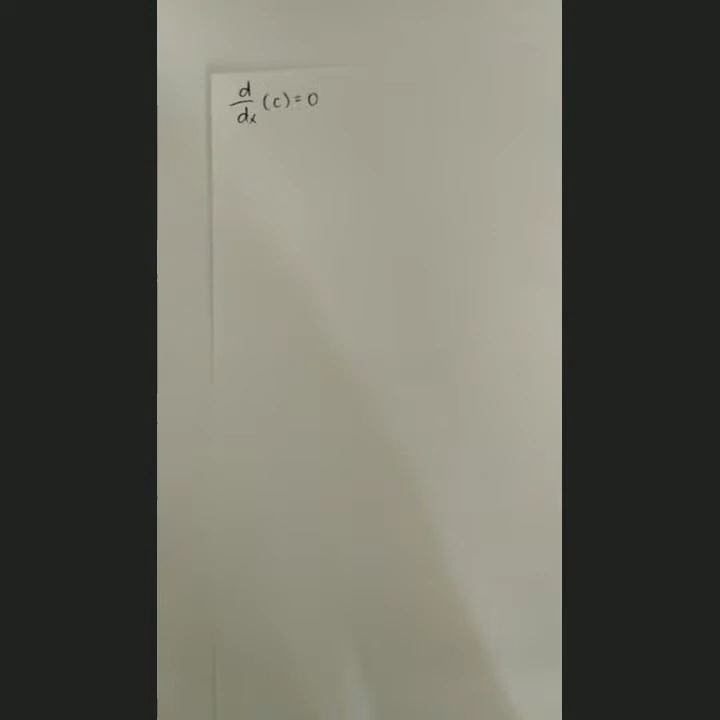 d/dx (c) = 0